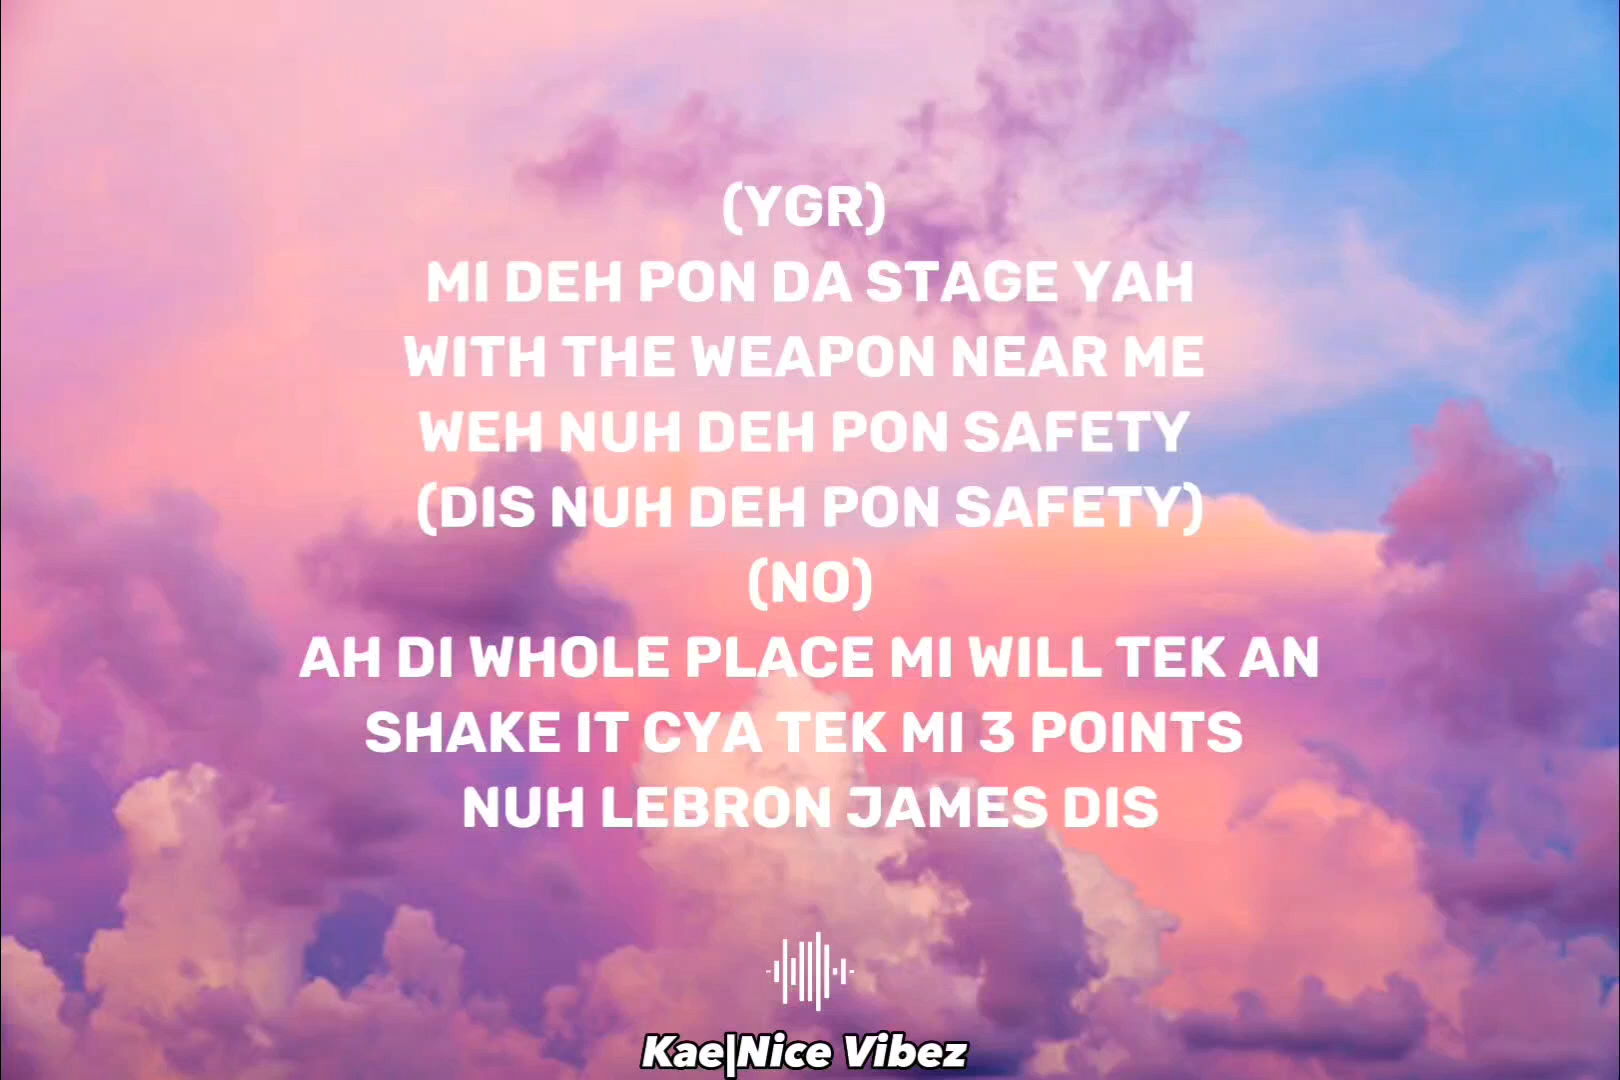 (YGR)
MI DEH PON DA STAGE YAH
WITH THE WEAPON NEAR ME
WEH NUH DEH PON SAFETY
(DIS NUH DEH PON SAFETY)
(NO)
AH DI WHOLE PLACE MI WILL TEK AN
SHAKE IT CYA TEK MI 3 POINTS
NUH LEBRON JAMES DIS
Kae|Nice Vibez